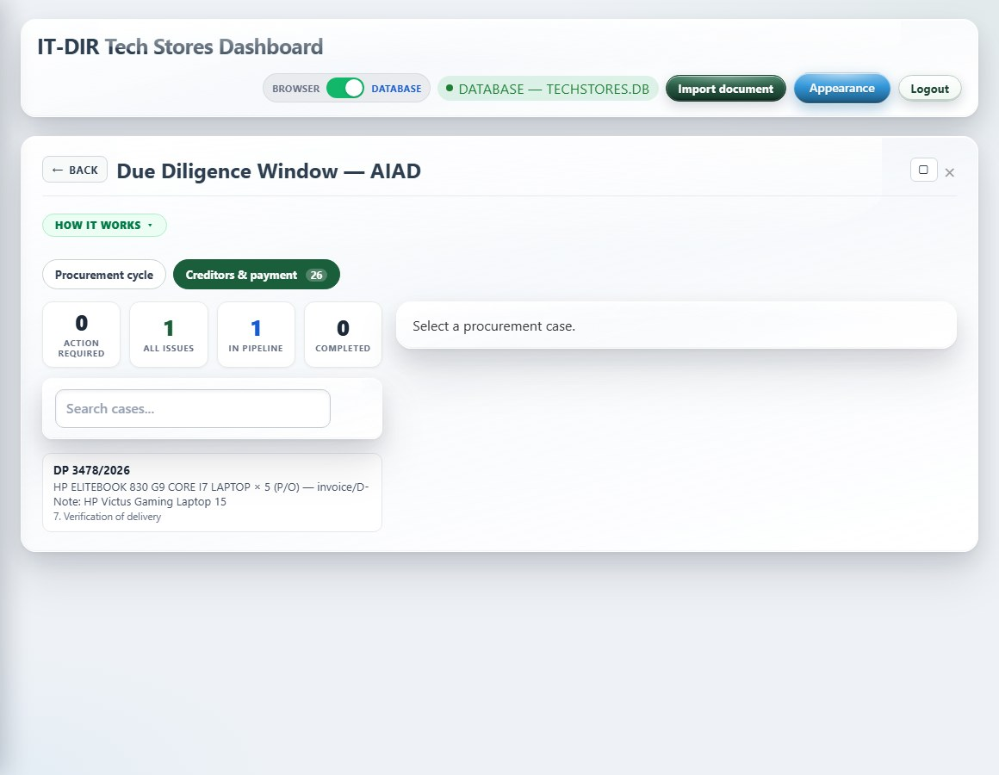 IT-DIR Tech Stores Dashboard
BROWSER DATABASE DATABASE — TECHSTORES.DB Import document Appearance Logout
← BACK Due Diligence Window — AIAD ×
HOW IT WORKS
Procurement cycle Creditors & payment 26
0 ACTION REQUIRED
1 ALL ISSUES
1 IN PIPELINE
0 COMPLETED
Select a procurement case.
Search cases...
DP 3478/2026
HP ELITEBOOK 830 G9 CORE I7 LAPTOP × 5 (P/O) — invoice/D-
Note: HP Victus Gaming Laptop 15
7. Verification of delivery